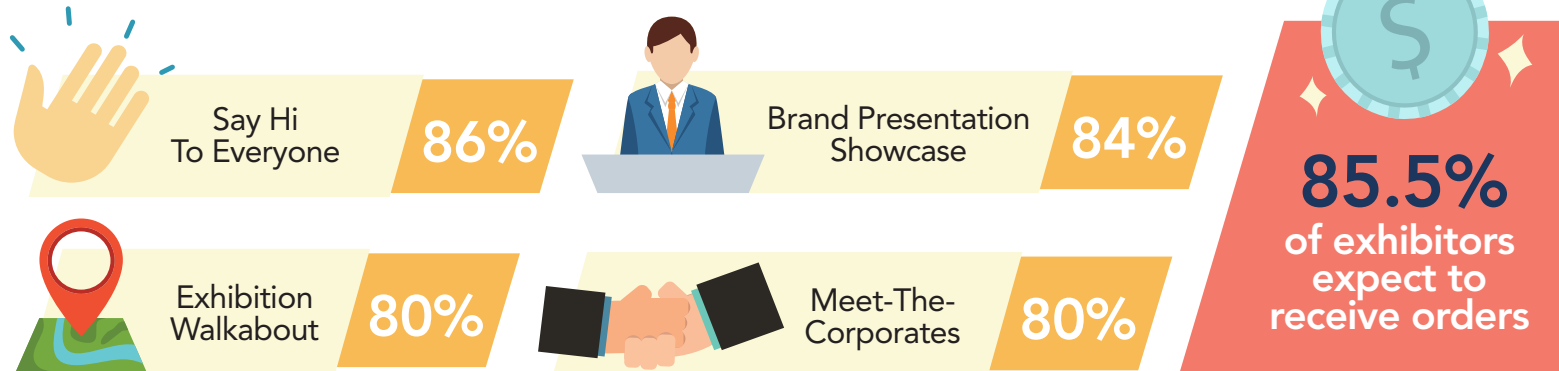 Say Hi
To Everyone
86%
Brand Presentation
Showcase
84%
Exhibition
Walkabout
80%
Meet-The-
Corporates
80%
$
85.5%
of exhibitors
expect to
receive orders